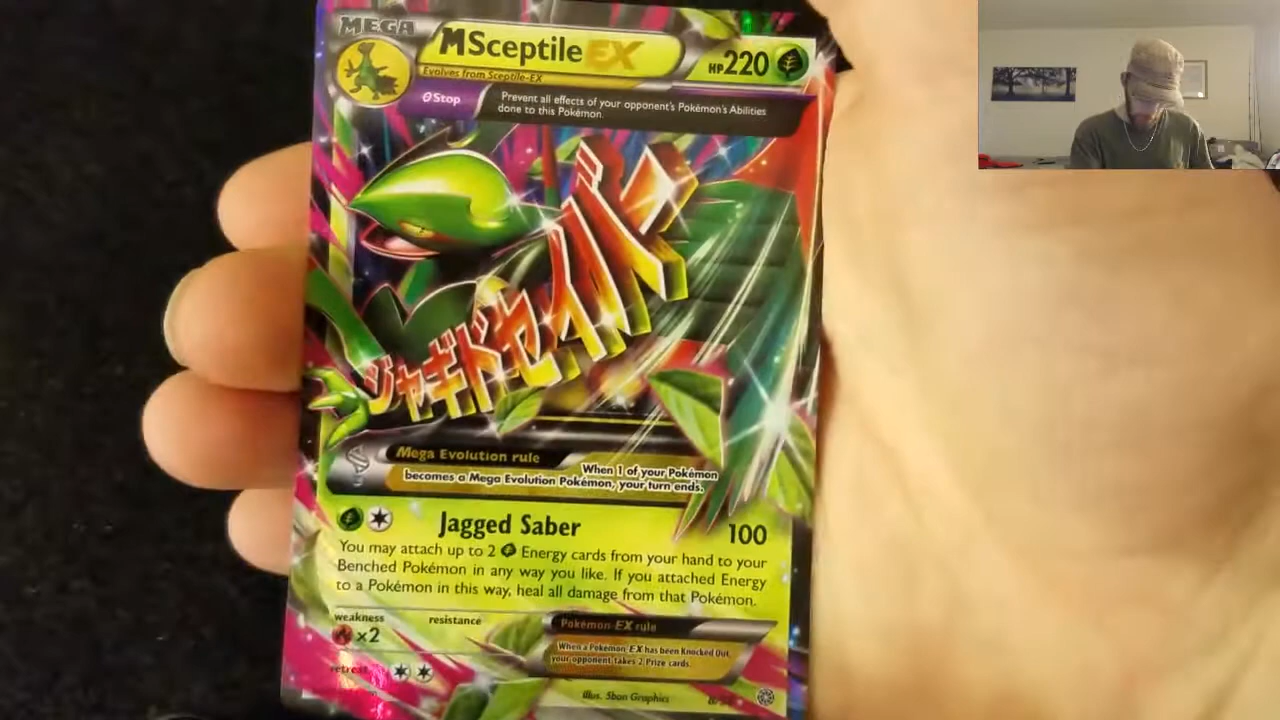 MEGA
MSceptile EX
HP220
Evolves from Sceptile-EX
θStop
Prevent all effects of your opponent's Pokémon's Abilities
done to this Pokémon.
ジャギドセイバー
Mega Evolution rule
When 1 of your Pokémon
becomes a Mega Evolution Pokémon, your turn ends.
Jagged Saber 100
You may attach up to 2 Energy cards from your hand to your
Benched Pokémon in any way you like. If you attached Energy
to a Pokémon in this way, heal all damage from that Pokémon.
weakness
resistance
×2
retreat
Pokémon-EX rule
When a Pokémon-EX has been Knocked Out,
your opponent takes 2 Prize cards.
Illus. 5ban Graphics